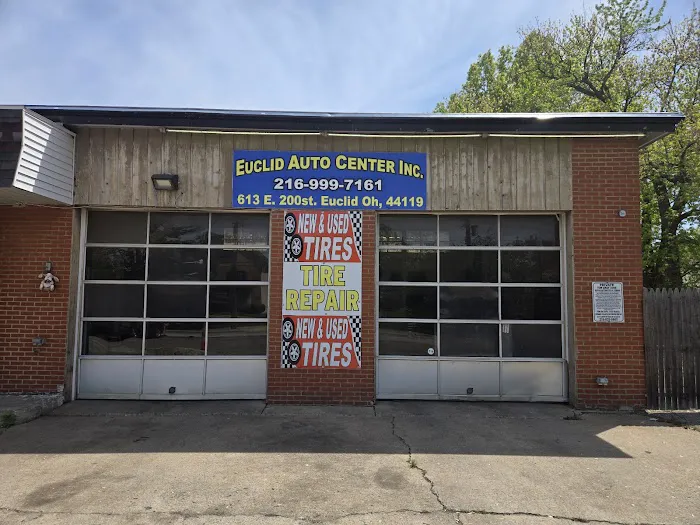 EUCLID AUTO CENTER INC.
216-999-7161
613 E. 200st. Euclid Oh, 44119
NEW & USED
TIRES
TIRE
REPAIR
NEW & USED
TIRES